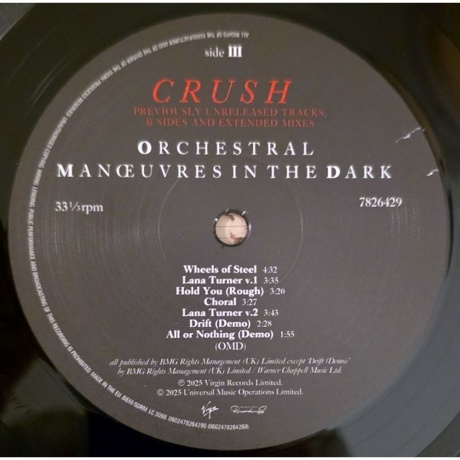 side III
CRUSH
PREVIOUSLY UNRELEASED TRACKS,
B-SIDES AND EXTENDED MIXES
ORCHESTRAL
MANŒUVRES IN THE DARK
33⅓rpm
7826429
Wheels of Steel 4:32
Lana Turner v.1 3:35
Hold You (Rough) 3:20
Choral 3:27
Lana Turner v.2 3:43
Drift (Demo) 2:28
All or Nothing (Demo) 1:55
(OMD)
all published by BMG Rights Management (UK) Limited except 'Drift (Demo)'
by BMG Rights Management (UK) Limited / Warner Chappell Music Ltd.
℗ 2025 Virgin Records Limited.
© 2025 Universal Music Operations Limited.
Virgin